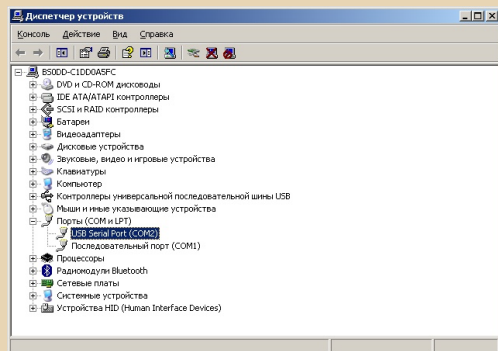 Диспетчер устройств
Консоль Действие Вид Справка
BSODD-C1DD0A5FC
DVD и CD-ROM дисководы
IDE ATA/ATAPI контроллеры
SCSI и RAID контроллеры
Батареи
Видеоадаптеры
Дисковые устройства
Звуковые, видео и игровые устройства
Клавиатуры
Компьютер
Контроллеры универсальной последовательной шины USB
Мыши и иные указывающие устройства
Порты (COM и LPT)
USB Serial Port (COM2)
Последовательный порт (COM1)
Процессоры
Радиомодули Bluetooth
Сетевые платы
Системные устройства
Устройства HID (Human Interface Devices)